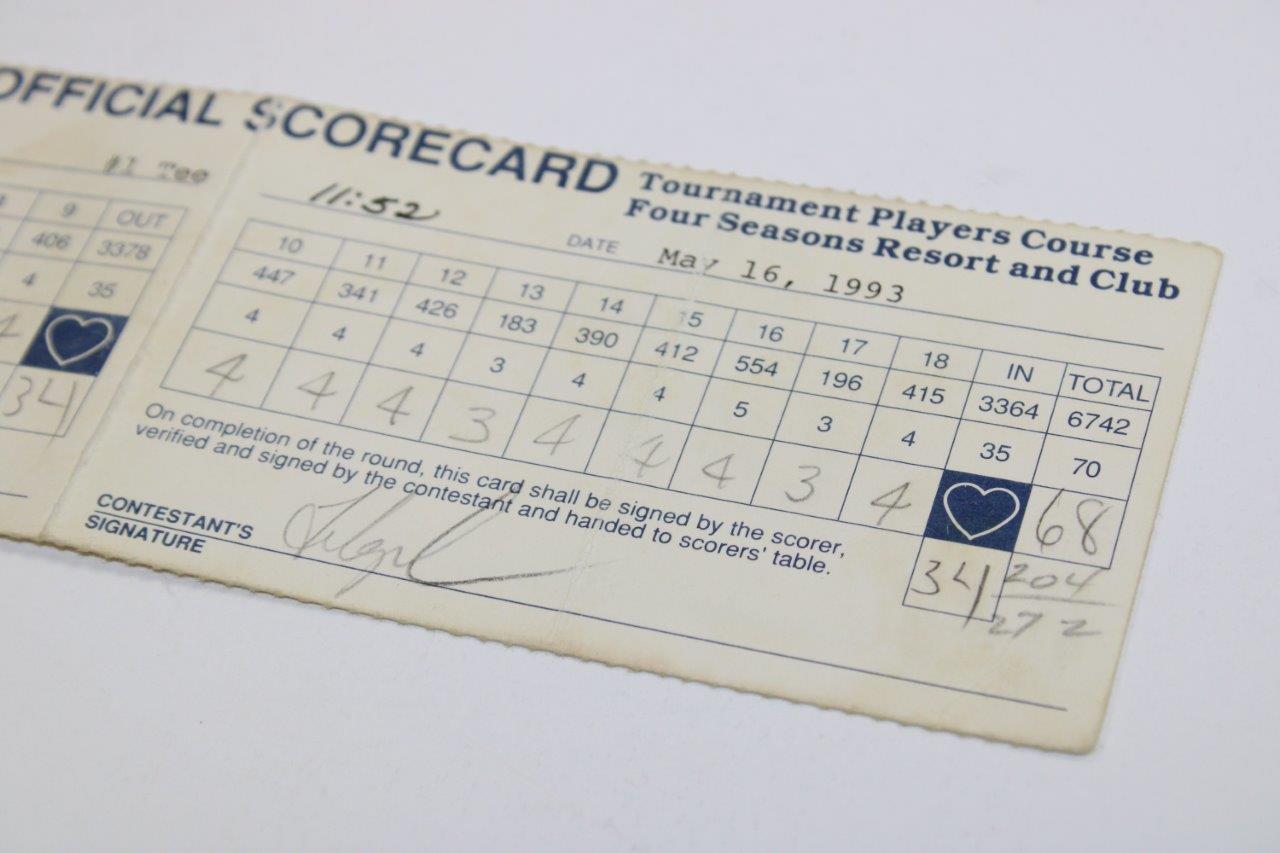 OFFICIAL SCORECARD
Tournament Players Course
Four Seasons Resort and Club
#1 Tee
11:52
DATE May 16, 1993
9 OUT
406 3378
4 35
4
34
10 11 12 13 14 15 16 17 18 IN TOTAL
447 341 426 183 390 412 554 196 415 3364 6742
4 4 4 3 4 4 5 3 4 35 70
4 4 4 3 4 4 4 3 4 68
34 204
272
On completion of the round, this card shall be signed by the scorer,
verified and signed by the contestant and handed to scorers' table.
CONTESTANT'S
SIGNATURE